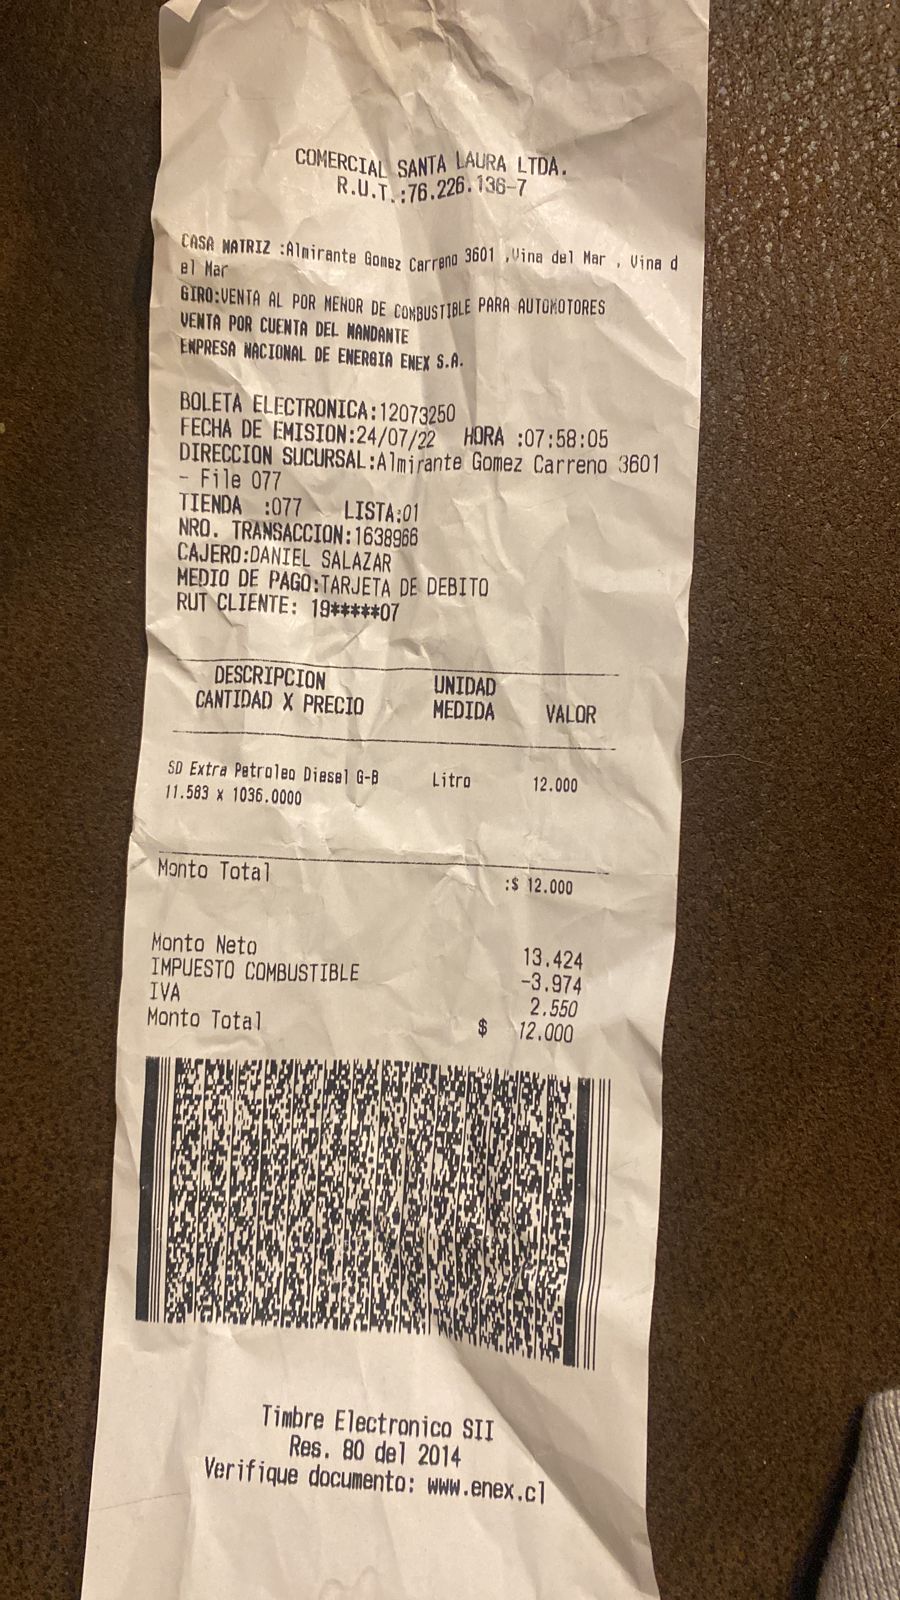 COMERCIAL SANTA LAURA LTDA.
R.U.T.:76.226.136-7
CASA MATRIZ :Almirante Gomez Carreno 3601 ,Vina del Mar , Vina d
el Mar
GIRO:VENTA AL POR MENOR DE COMBUSTIBLE PARA AUTOMOTORES
VENTA POR CUENTA DEL MANDANTE
EMPRESA NACIONAL DE ENERGIA ENEX S.A.
BOLETA ELECTRONICA:12073250
FECHA DE EMISION:24/07/22 HORA :07:58:05
DIRECCION SUCURSAL:Almirante Gomez Carreno 3601
- File 077
TIENDA :077 LISTA:01
NRO. TRANSACCION:1638966
CAJERO:DANIEL SALAZAR
MEDIO DE PAGO:TARJETA DE DEBITO
RUT CLIENTE: 19*****07
DESCRIPCION UNIDAD
CANTIDAD X PRECIO MEDIDA VALOR
SD Extra Petroleo Diesel G-B Litro 12.000
11.583 x 1036.0000
Monto Total :$ 12.000
Monto Neto 13.424
IMPUESTO COMBUSTIBLE -3.974
IVA 2.550
Monto Total $ 12.000
Timbre Electronico SII
Res. 80 del 2014
Verifique documento: www.enex.cl